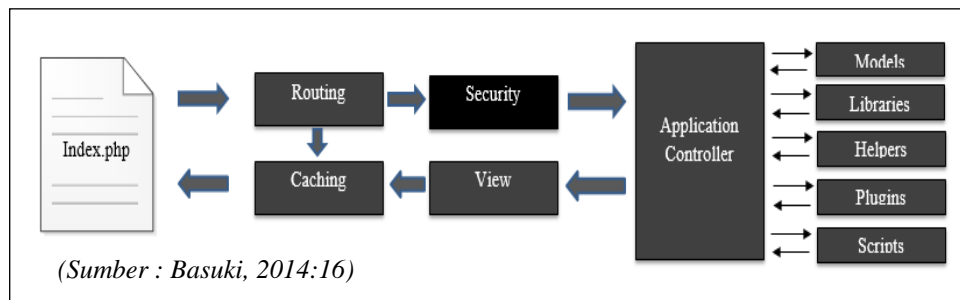 Index.php
Routing
Security
Caching
View
Application
Controller
Models
Libraries
Helpers
Plugins
Scripts
(Sumber : Basuki, 2014:16)